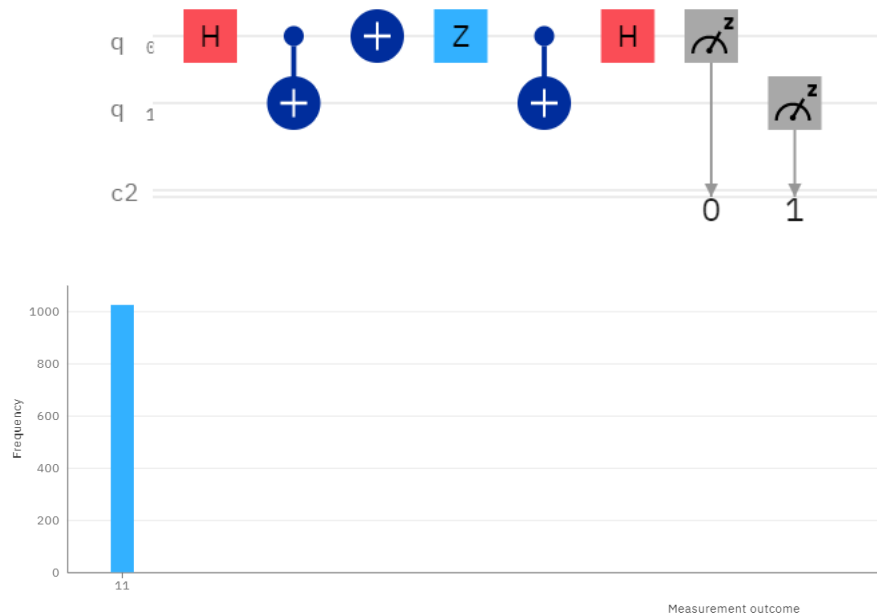 H Z H z
q 0
z
q 1
c2
0 1
1000
800
600
400
200
0
Frequency
11
Measurement outcome